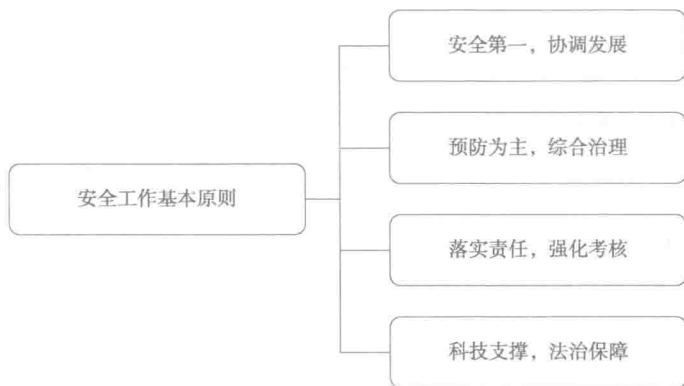 安全第一，协调发展
预防为主，综合治理
安全工作基本原则
落实责任，强化考核
科技支撑，法治保障